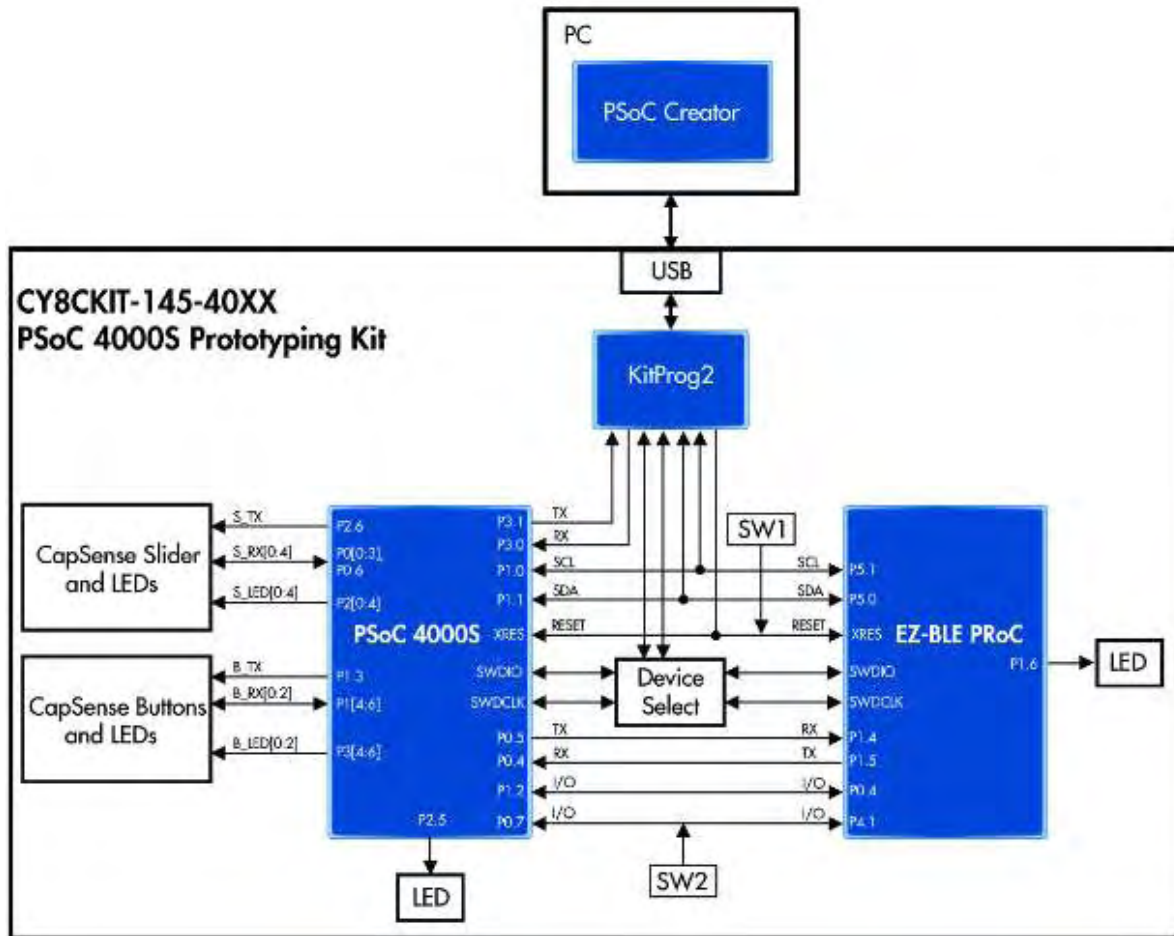 PC
PSoC Creator
USB
CY8CKIT-145-40XX
PSoC 4000S Prototyping Kit
KitProg2
CapSense Slider
and LEDs
S_TX
S_RX[0:4]
S_LED[0:4]
CapSense Buttons
and LEDs
B_TX
B_RX[0:2]
B_LED[0:2]
P2.6
P0[0:3],
P0.6
P2[0:4]
PSoC 4000S
P1.3
P1[4:6]
P3[4:6]
P2.5
LED
P3.1
P3.0
P1.0
P1.1
XRES
SWDIO
SWDCLK
P0.5
P0.4
P1.2
P0.7
TX
RX
SCL
SDA
RESET
TX
RX
I/O
I/O
SW1
Device
Select
SW2
SCL
SDA
RESET
RX
TX
I/O
I/O
P5.1
P5.0
XRES
EZ-BLE PRoC
P1.6
SWDIO
SWDCLK
P1.4
P1.5
P0.4
P4.1
LED